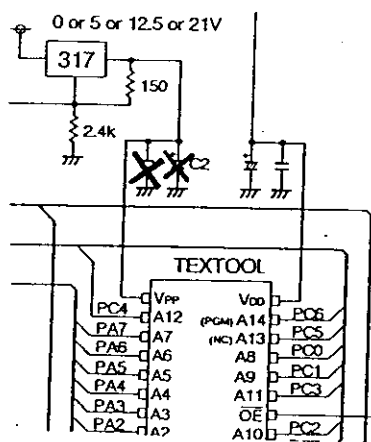 0 or 5 or 12.5 or 21V
317
150
2.4k
C2
TEXTOOL
VPP
VDD
PC4
A12
(PGM) A14
PC6
PA7
A7
(NC) A13
PC5
PA6
A6
A8
PC0
PA5
A5
A9
PC1
PA4
A4
A11
PC3
PA3
A3
OE
PA2
A2
A10
PC2